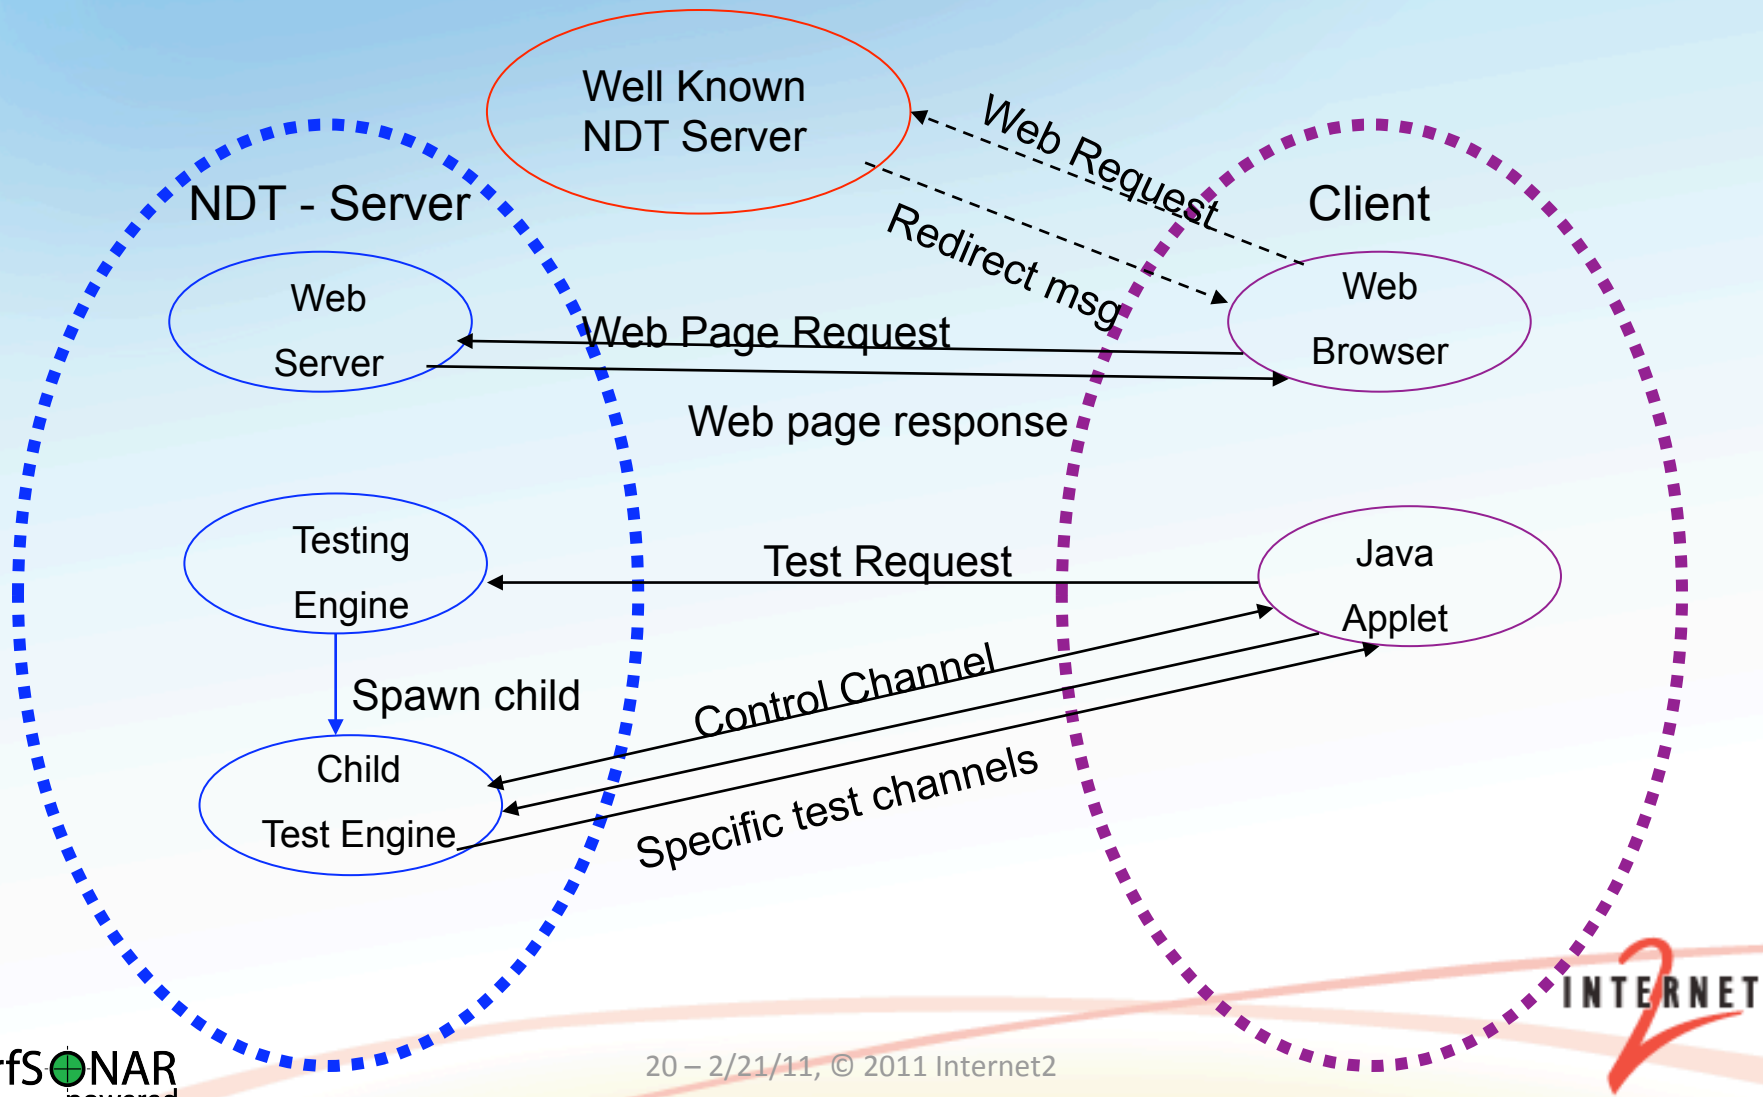 Well Known
NDT Server
Web Request
NDT - Server
Client
Redirect msg
Web
Server
Web Page Request
Web
Browser
Web page response
Testing
Engine
Test Request
Java
Applet
Spawn child
Control Channel
Child
Test Engine
Specific test channels
INTERNET
2
rfSONAR
powered
20 – 2/21/11, © 2011 Internet2